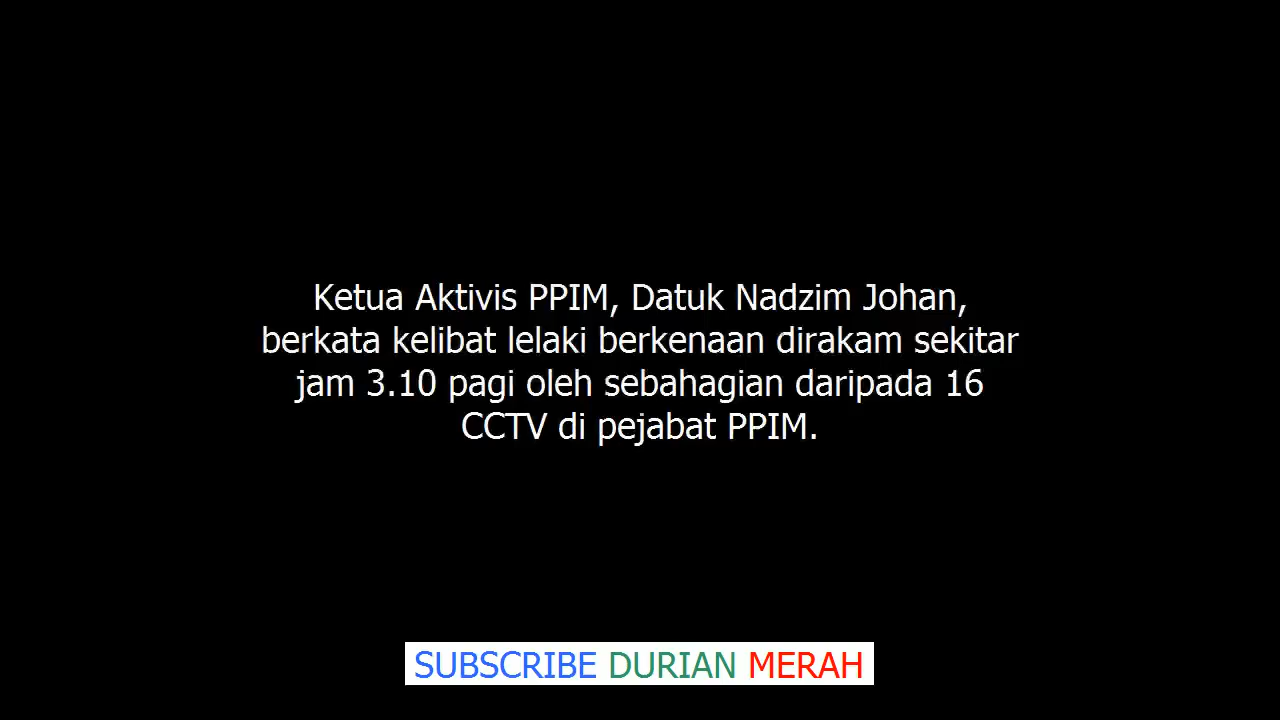 Ketua Aktivis PPIM, Datuk Nadzim Johan,
berkata kelibat lelaki berkenaan dirakam sekitar
jam 3.10 pagi oleh sebahagian daripada 16
CCTV di pejabat PPIM.
SUBSCRIBE DURIAN MERAH